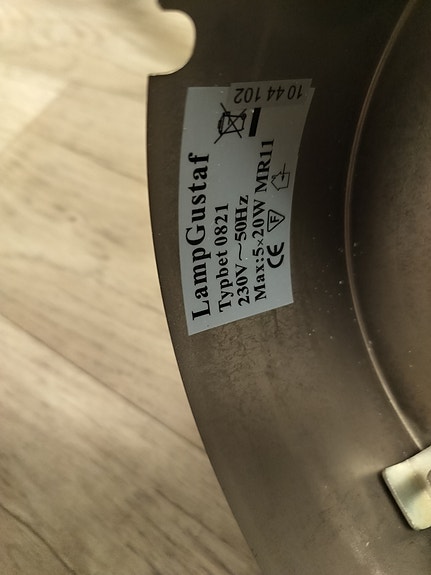 LampGustaf
Typbet 0821
230V~50Hz
Max:5×20W MR11
CE F
1044102